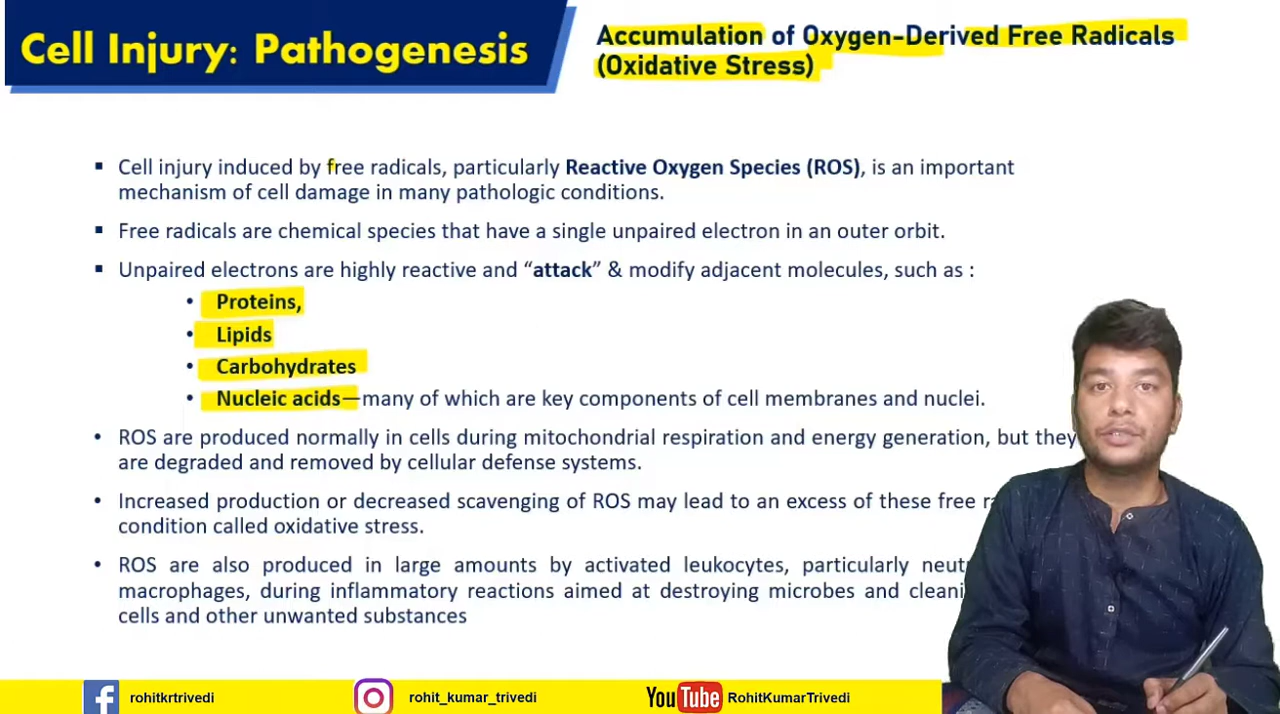 Cell Injury: Pathogenesis
Accumulation of Oxygen-Derived Free Radicals
(Oxidative Stress)
▪ Cell injury induced by free radicals, particularly Reactive Oxygen Species (ROS), is an important
mechanism of cell damage in many pathologic conditions.
▪ Free radicals are chemical species that have a single unpaired electron in an outer orbit.
▪ Unpaired electrons are highly reactive and “attack” & modify adjacent molecules, such as :
• Proteins,
• Lipids
• Carbohydrates
• Nucleic acids—many of which are key components of cell membranes and nuclei.
• ROS are produced normally in cells during mitochondrial respiration and energy generation, but they
are degraded and removed by cellular defense systems.
• Increased production or decreased scavenging of ROS may lead to an excess of these free
condition called oxidative stress.
• ROS are also produced in large amounts by activated leukocytes, particularly
macrophages, during inflammatory reactions aimed at destroying microbes and
cells and other unwanted substances
rohitkrtrivedi
rohit_kumar_trivedi
YouTube RohitKumarTrivedi